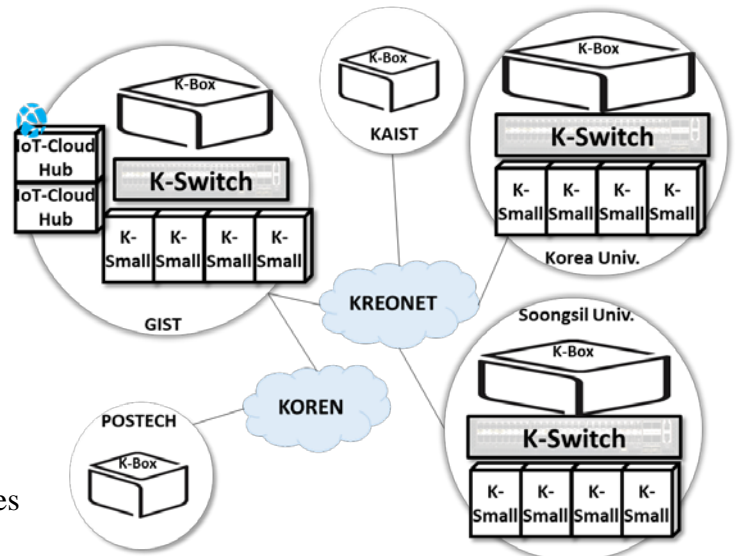 K-Box
IoT-Cloud
Hub
IoT-Cloud
Hub
K-Switch
K-
Small
K-
Small
K-
Small
K-
Small
GIST
K-Box
KAIST
K-Box
K-Switch
K-
Small
K-
Small
K-
Small
K-
Small
Korea Univ.
KREONET
KOREN
POSTECH
K-Box
Soongsil Univ.
K-Box
K-Switch
K-
Small
K-
Small
K-
Small
K-
Small
es